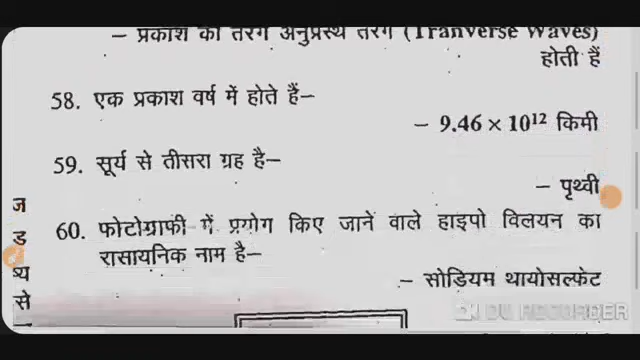 – प्रकाश की तरंग अनुप्रस्थ तरंग (Tranverse Waves)
होती हैं
58. एक प्रकाश वर्ष में होते हैं–
– 9.46 × 10¹² किमी
59. सूर्य से तीसरा ग्रह है–
– पृथ्वी
ज
60. फोटोग्राफी में प्रयोग किए जाने वाले हाइपो विलयन का
ड
रासायनिक नाम है–
ष्य
– सोडियम थायोसल्फेट
से
DU RECORDER